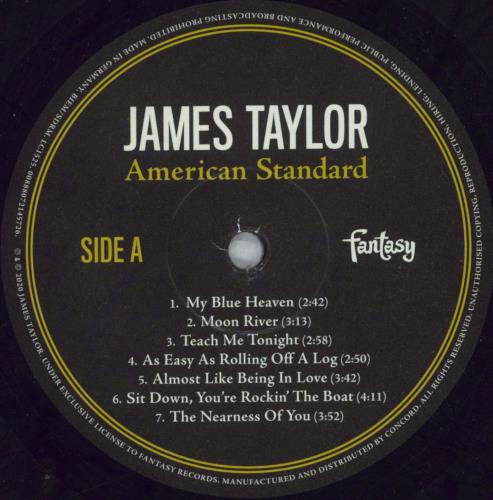 JAMES TAYLOR
American Standard
SIDE A
fantasy
1. My Blue Heaven (2:42)
2. Moon River (3:13)
3. Teach Me Tonight (2:58)
4. As Easy As Rolling Off A Log (2:50)
5. Almost Like Being In Love (3:42)
6. Sit Down, You're Rockin' The Boat (4:11)
7. The Nearness Of You (3:52)
℗ & © 2020 JAMES TAYLOR. UNDER EXCLUSIVE LICENSE TO FANTASY RECORDS. MANUFACTURED AND DISTRIBUTED BY CONCORD. ALL RIGHTS RESERVED. UNAUTHORISED COPYING, REPRODUCTION, HIRING, LENDING, PUBLIC PERFORMANCE AND BROADCASTING PROHIBITED. MADE IN GERMANY. BIEM/SDRM. LC1525. 00888072145726.